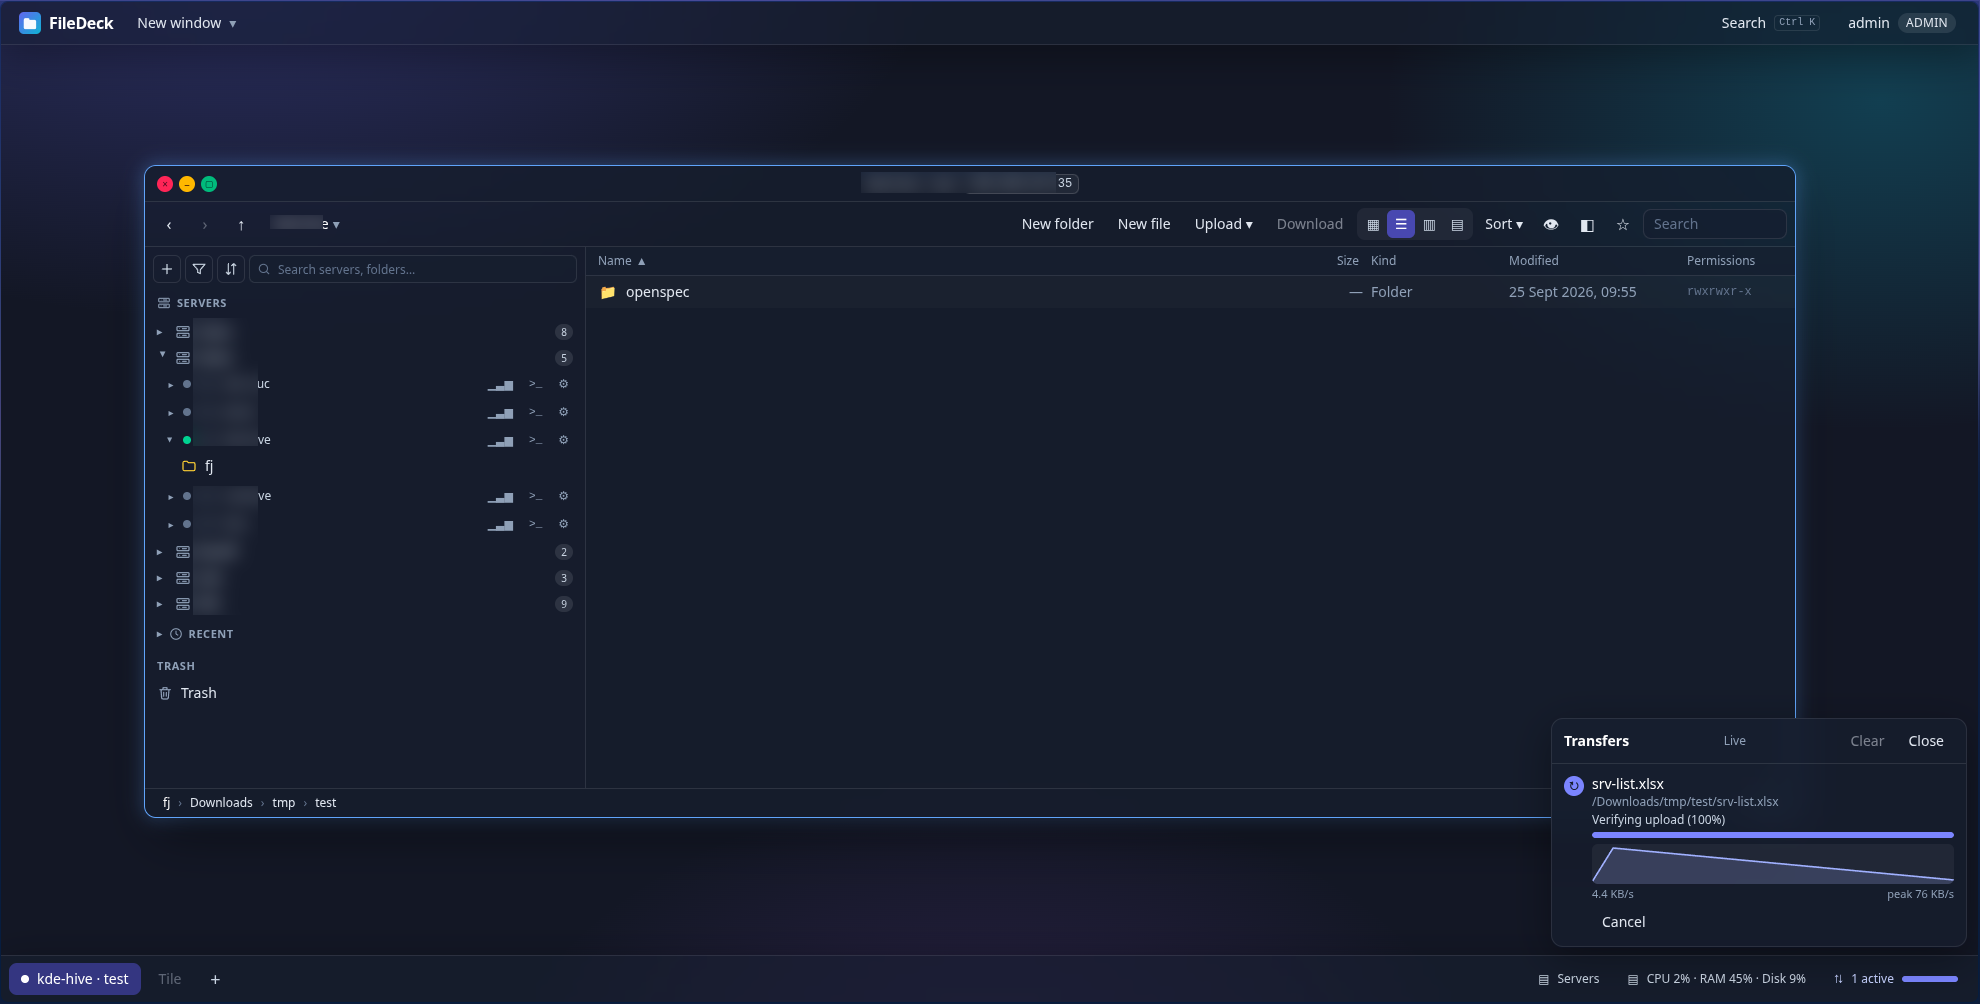 FileDeck New window ▾ Search Ctrl K admin ADMIN
35
‹ › ↑ e ▾ New folder New file Upload ▾ Download Sort ▾ Search
Search servers, folders...
Name ▲ Size Kind Modified Permissions
openspec — Folder 25 Sept 2026, 09:55 rwxrwxr-x
SERVERS
8
5
uc >_
>_
ve >_
fj
ve >_
>_
2
3
9
RECENT
TRASH
Trash
fj › Downloads › tmp › test
Transfers Live Clear Close
srv-list.xlsx
/Downloads/tmp/test/srv-list.xlsx
Verifying upload (100%)
4.4 KB/s peak 76 KB/s
Cancel
kde-hive · test Tile + Servers CPU 2% · RAM 45% · Disk 9% 1 active